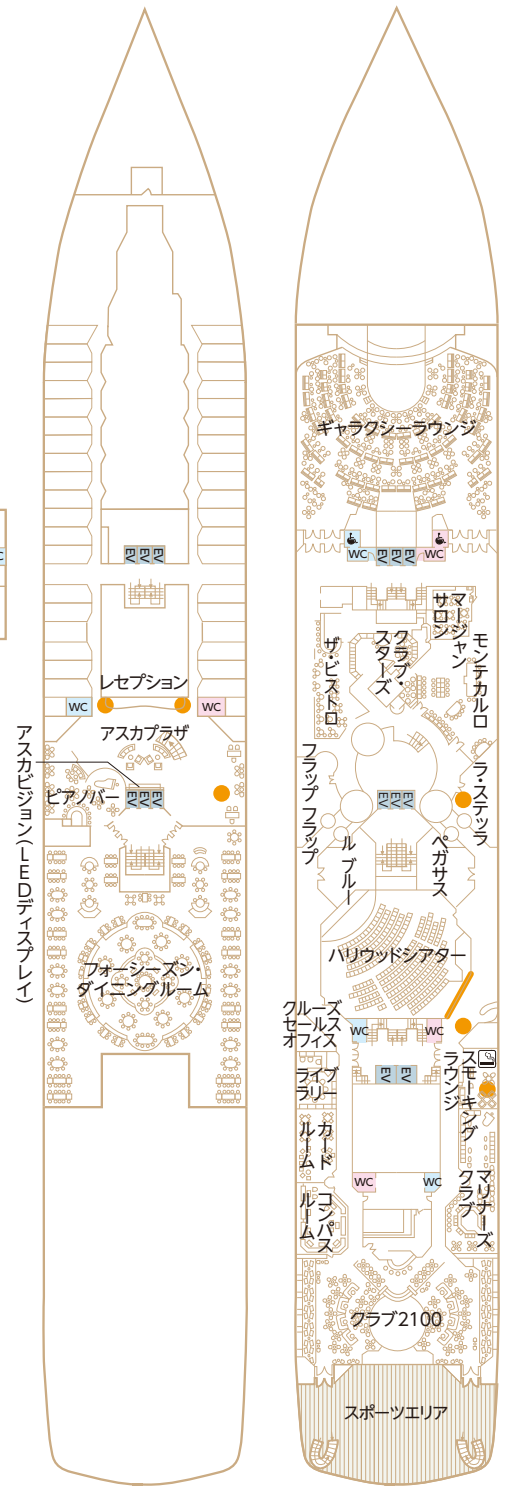 EV EV EV
レセプション
WC
WC
アスカプラザ
アスカビジョン(LEDディスプレイ)
ピアノバー
EV EV EV
フォーシーズン・
ダイニングルーム
ギャラクシーラウンジ
WC
EV EV EV
WC
マージャン
サロン
クラブ・
スターズ
ザ・ビストロ
モンテカルロ
フラップ フラップ
EV EV EV
ラ・ステッラ
ル ブルー
ペガサス
ハリウッドシアター
クルーズ
セールス
オフィス
WC
WC
スモーキング
ラウンジ
EV EV
ライブ
ラリー
カード
ルーム
WC
WC
マリナーズ
クラブ
コンパス
ルーム
クラブ2100
スポーツエリア